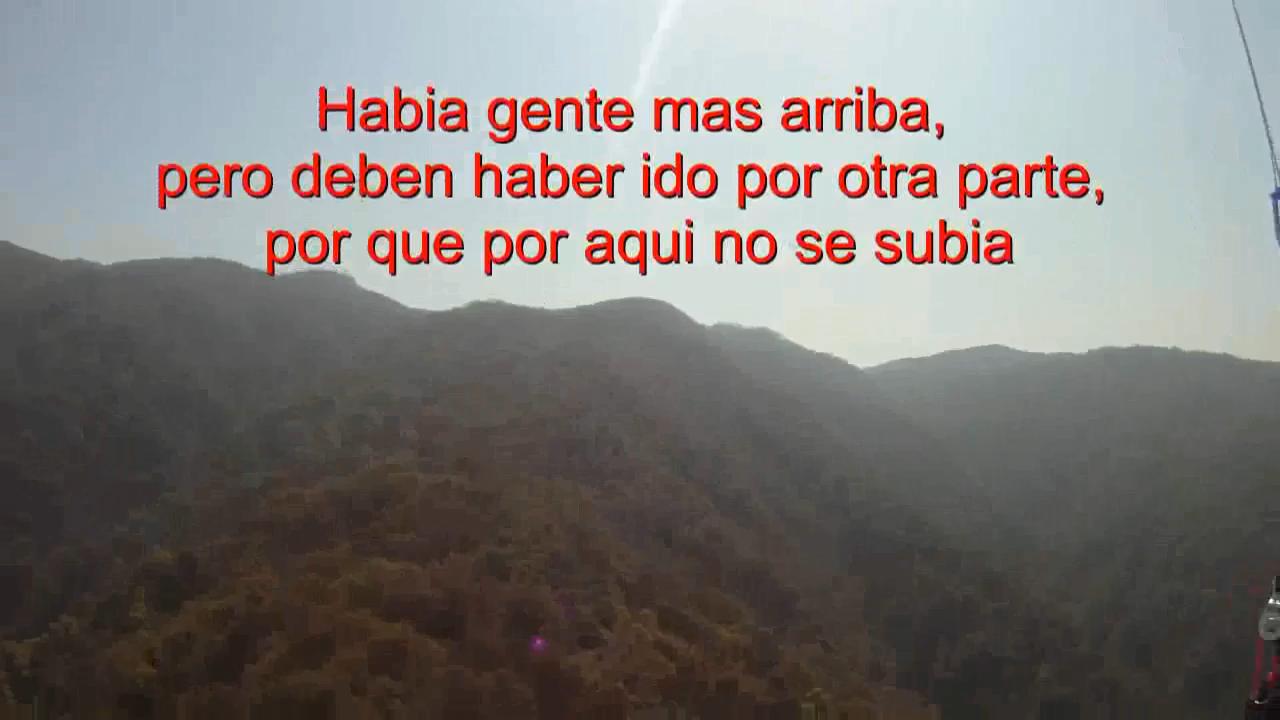 Habia gente mas arriba,
pero deben haber ido por otra parte,
por que por aqui no se subia